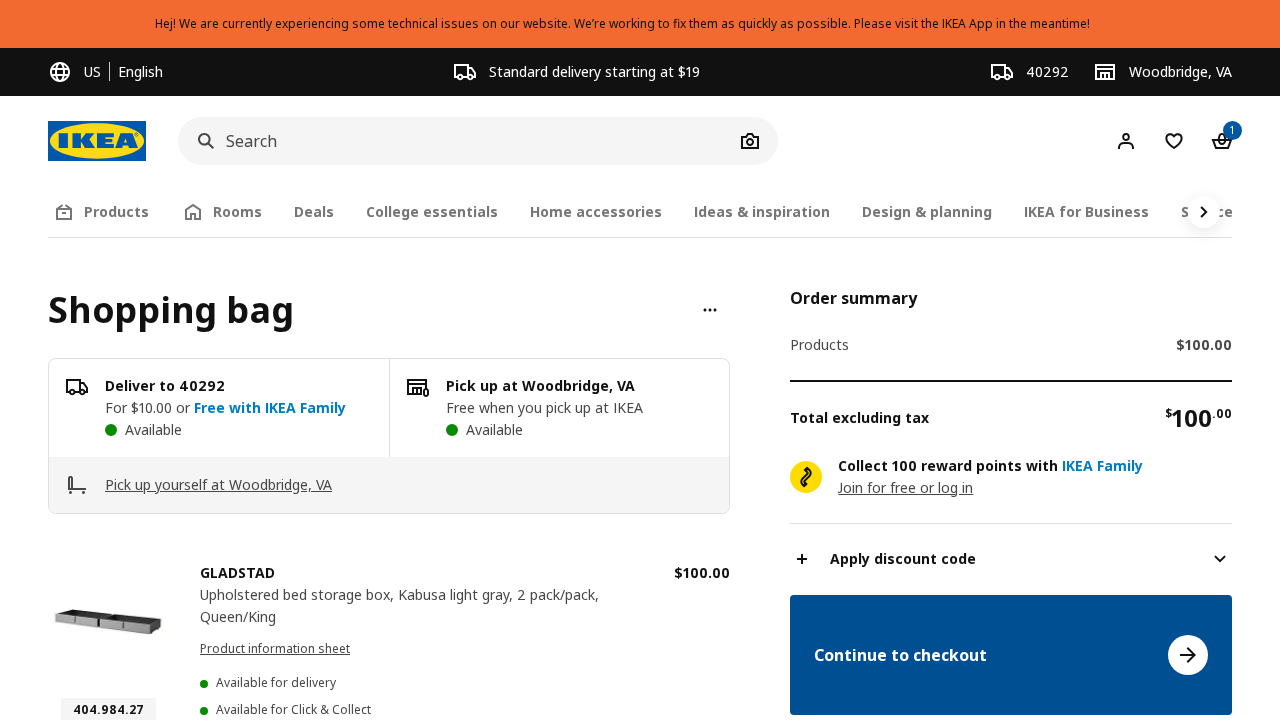 Hej! We are currently experiencing some technical issues on our website. We’re working to fix them as quickly as possible. Please visit the IKEA App in the meantime!
US English
Standard delivery starting at $19
40292
Woodbridge, VA
IKEA
Search
1
Products
Rooms
Deals
College essentials
Home accessories
Ideas & inspiration
Design & planning
IKEA for Business
Shopping bag
Deliver to 40292
For $10.00 or Free with IKEA Family
Available
Pick up at Woodbridge, VA
Free when you pick up at IKEA
Available
Pick up yourself at Woodbridge, VA
GLADSTAD
$100.00
Upholstered bed storage box, Kabusa light gray, 2 pack/pack,
Queen/King
Product information sheet
Available for delivery
Available for Click & Collect
404.984.27
Order summary
Products $100.00
Total excluding tax $100.00
Collect 100 reward points with IKEA Family
Join for free or log in
Apply discount code
Continue to checkout